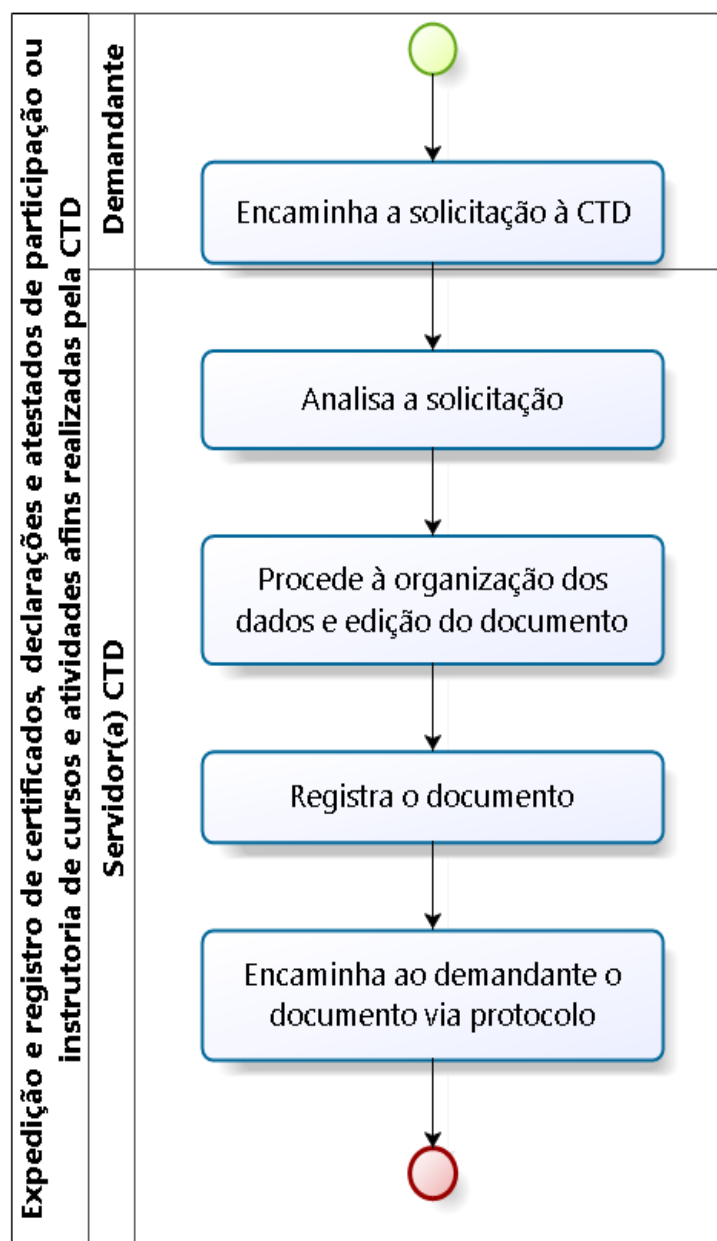 Expedição e registro de certificados, declarações e atestados de participação ou
instrutoria de cursos e atividades afins realizadas pela CTD
Demandante
Encaminha a solicitação à CTD
Servidor(a) CTD
Analisa a solicitação
Procede à organização dos
dados e edição do documento
Registra o documento
Encaminha ao demandante o
documento via protocolo